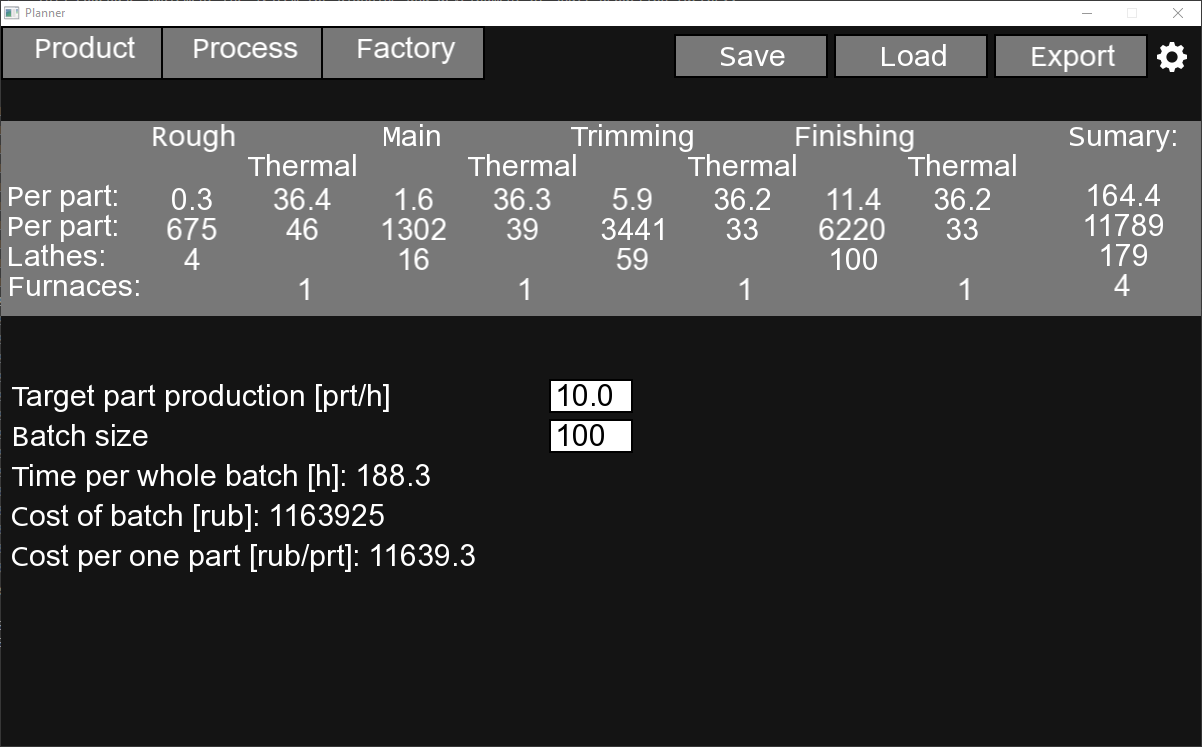 Planner
Product Process Factory Save Load Export
Rough Main Trimming Finishing Sumary:
Thermal Thermal Thermal Thermal
Per part: 0.3 36.4 1.6 36.3 5.9 36.2 11.4 36.2 164.4
Per part: 675 46 1302 39 3441 33 6220 33 11789
Lathes: 4 16 59 100 179
Furnaces: 1 1 1 1 4
Target part production [prt/h] 10.0
Batch size 100
Time per whole batch [h]: 188.3
Cost of batch [rub]: 1163925
Cost per one part [rub/prt]: 11639.3